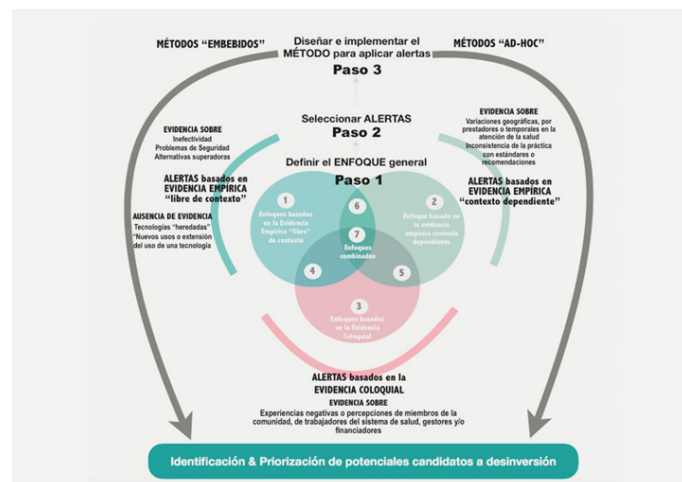 Diseñar e implementar el
MÉTODO para aplicar alertas
Paso 3
MÉTODOS “EMBEBIDOS”
MÉTODOS “AD-HOC”
Seleccionar ALERTAS
Paso 2
Definir el ENFOQUE general
Paso 1
EVIDENCIA SOBRE
Inefectividad
Problemas de Seguridad
Alternativas superadoras
ALERTAS basados en
EVIDENCIA EMPÍRICA
“libre de contexto”
AUSENCIA DE EVIDENCIA
Tecnologías “heredadas”
“Nuevos usos o extensión
del uso de una tecnología
EVIDENCIA SOBRE
Variaciones geográficas, por
prestadores o temporales en la
atención de la salud
Inconsistencia de la práctica
con estándares o
recomendaciones
ALERTAS basados en
EVIDENCIA EMPÍRICA
“contexto dependiente”
1
Enfoques basados
en la Evidencia
Empírica “libre”
de contexto
6
2
Enfoque basado en
la evidencia
empírica contexto
dependiente
7
Enfoques
combinados
4
5
3
Enfoques basados
en la Evidencia
Coloquial
ALERTAS basados en la
EVIDENCIA COLOQUIAL
EVIDENCIA SOBRE
Experiencias negativas o percepciones de miembros de la
comunidad, de trabajadores del sistema de salud, gestores y/o
financiadores
Identificación & Priorización de potenciales candidatos a desinversión